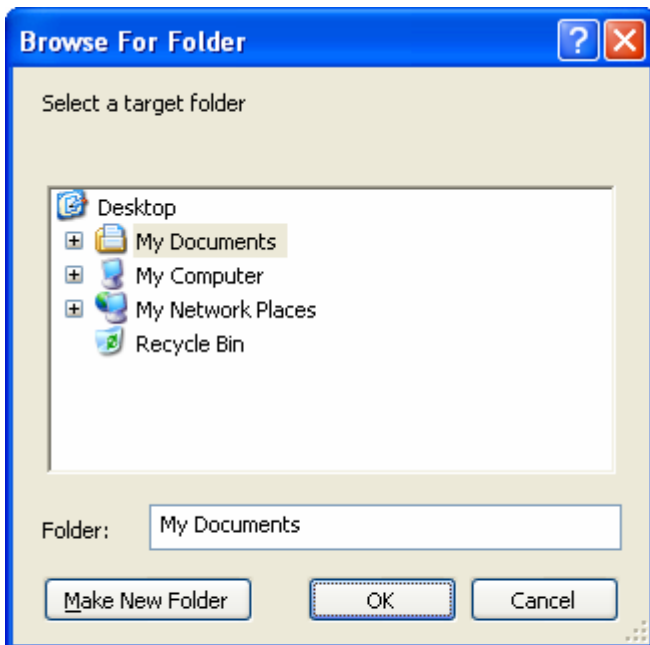 Browse For Folder
Select a target folder
Desktop
My Documents
My Computer
My Network Places
Recycle Bin
Folder: My Documents
Make New Folder OK Cancel